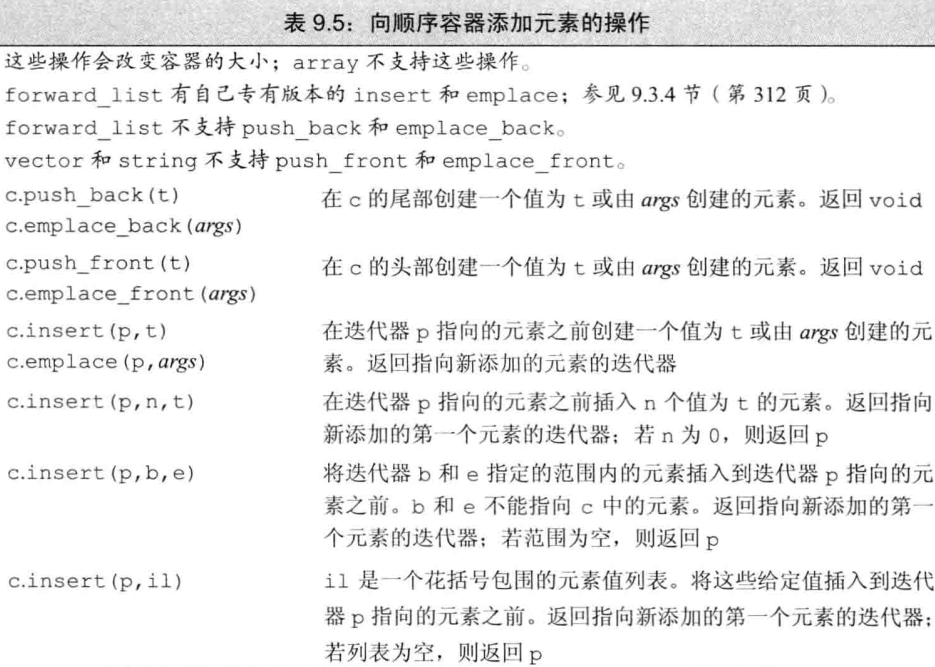 表 9.5：向顺序容器添加元素的操作
这些操作会改变容器的大小；array 不支持这些操作。
forward_list 有自己专有版本的 insert 和 emplace；参见 9.3.4 节（第 312 页）。
forward_list 不支持 push_back 和 emplace_back。
vector 和 string 不支持 push_front 和 emplace_front。
c.push_back(t) 在 c 的尾部创建一个值为 t 或由 args 创建的元素。返回 void
c.emplace_back(args)
c.push_front(t) 在 c 的头部创建一个值为 t 或由 args 创建的元素。返回 void
c.emplace_front(args)
c.insert(p,t) 在迭代器 p 指向的元素之前创建一个值为 t 或由 args 创建的元
c.emplace(p,args) 素。返回指向新添加的元素的迭代器
c.insert(p,n,t) 在迭代器 p 指向的元素之前插入 n 个值为 t 的元素。返回指向
新添加的第一个元素的迭代器；若 n 为 0，则返回 p
c.insert(p,b,e) 将迭代器 b 和 e 指定的范围内的元素插入到迭代器 p 指向的元
素之前。b 和 e 不能指向 c 中的元素。返回指向新添加的第一
个元素的迭代器；若范围为空，则返回 p
c.insert(p,il) il 是一个花括号包围的元素值列表。将这些给定值插入到迭代
器 p 指向的元素之前。返回指向新添加的第一个元素的迭代器；
若列表为空，则返回 p